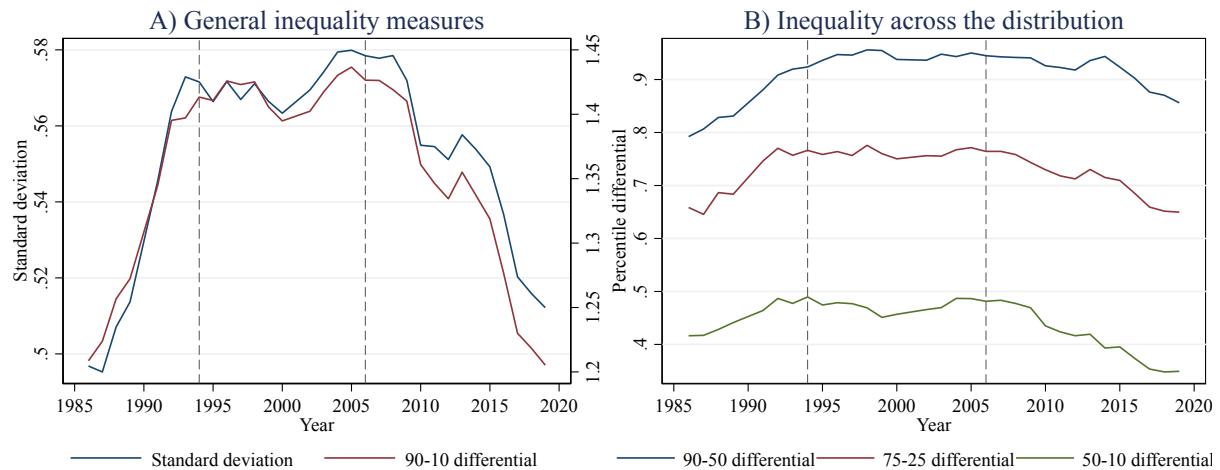 A) General inequality measures
Standard deviation
.58
.56
.54
.52
.5
1.45
1.4
1.35
1.3
1.25
1.2
1985 1990 1995 2000 2005 2010 2015 2020
Year
Standard deviation 90-10 differential
B) Inequality across the distribution
Percentile differential
.9
.8
.7
.6
.5
.4
1985 1990 1995 2000 2005 2010 2015 2020
Year
90-50 differential 75-25 differential 50-10 differential